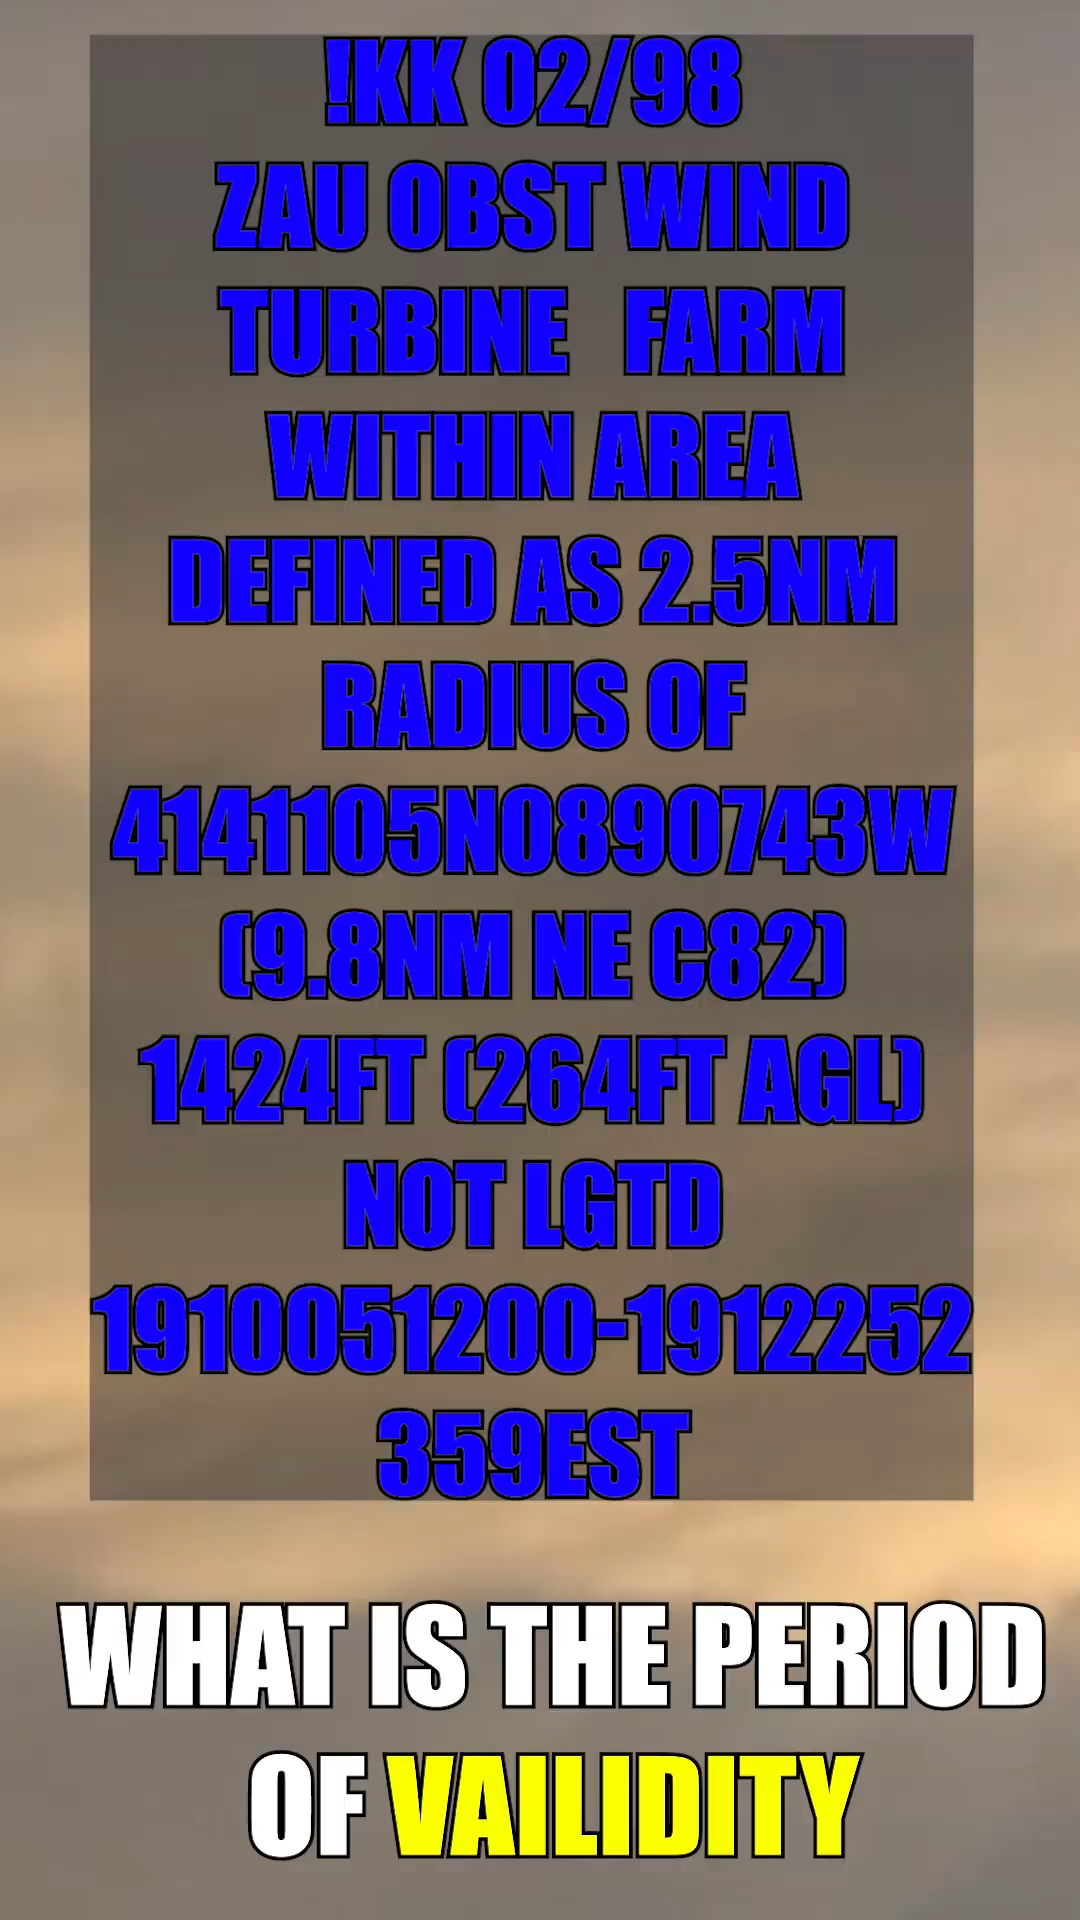 !KK 02/98
ZAU OBST WIND
TURBINE FARM
WITHIN AREA
DEFINED AS 2.5NM
RADIUS OF
4141105N0890743W
(9.8NM NE C82)
1424FT (264FT AGL)
NOT LGTD
1910051200-1912252
359EST
WHAT IS THE PERIOD
OF VAILIDITY